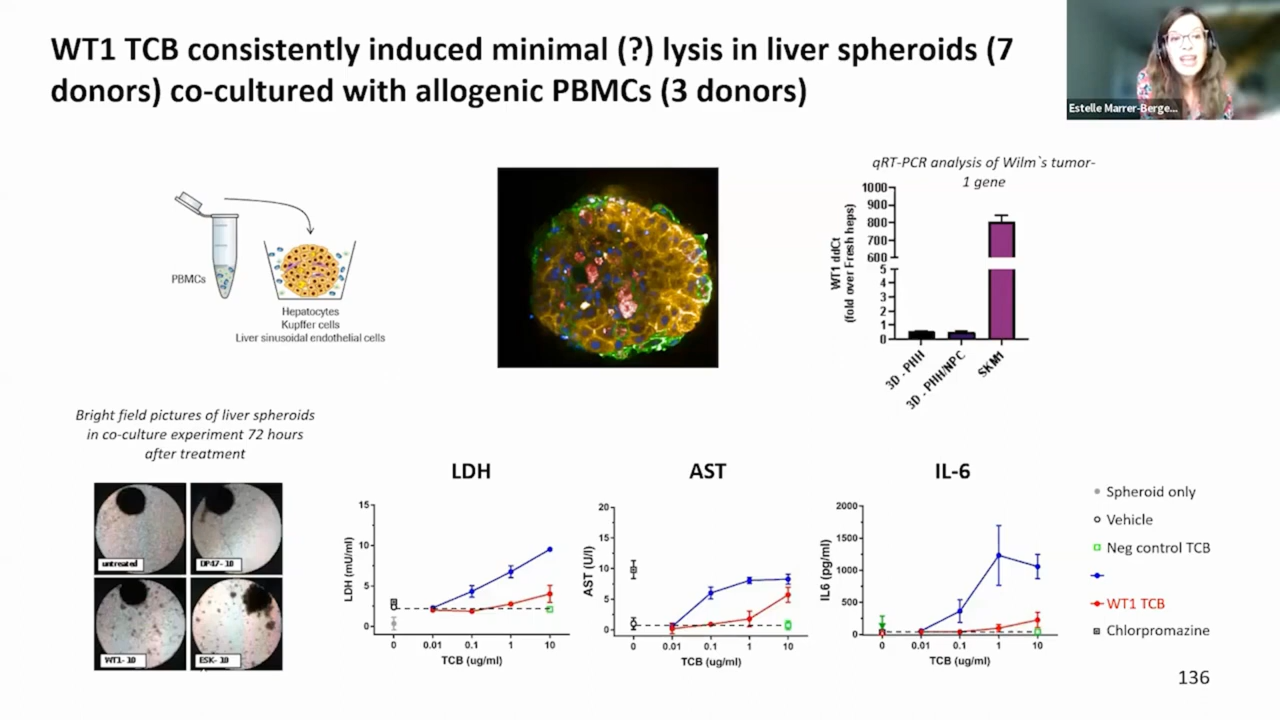 WT1 TCB consistently induced minimal (?) lysis in liver spheroids (7
donors) co-cultured with allogenic PBMCs (3 donors)
Estelle Marrer-Berge...
PBMCs
Hepatocytes
Kupffer cells
Liver sinusoidal endothelial cells
qRT-PCR analysis of Wilm`s tumor-
1 gene
WT1 ddCt
(fold over Fresh heps)
1000
900
800
700
600
5
4
3
2
1
0
3D - PHH
3D - PHH/NPC
SKM1
Bright field pictures of liver spheroids
in co-culture experiment 72 hours
after treatment
untreated
DP47-10
WT1-10
ESK-10
LDH
LDH (mU/ml)
15
10
5
0
0
0.01
0.1
1
10
TCB (ug/ml)
AST
AST (U/l)
20
15
10
5
0
0
0.01
0.1
1
10
TCB (ug/ml)
IL-6
IL6 (pg/ml)
2000
1500
1000
500
0
0
0.01
0.1
1
10
TCB (ug/ml)
Spheroid only
Vehicle
Neg control TCB
WT1 TCB
Chlorpromazine
136